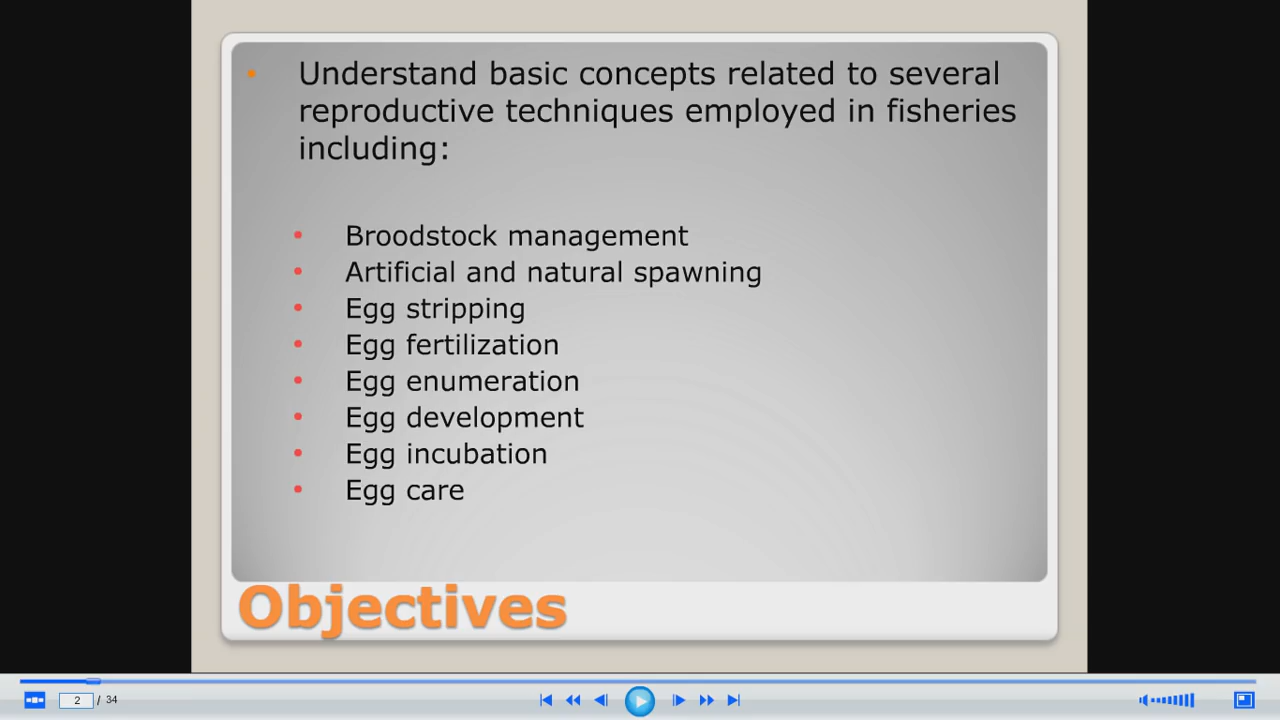 Understand basic concepts related to several
reproductive techniques employed in fisheries
including:
Broodstock management
Artificial and natural spawning
Egg stripping
Egg fertilization
Egg enumeration
Egg development
Egg incubation
Egg care
Objectives
2 / 34